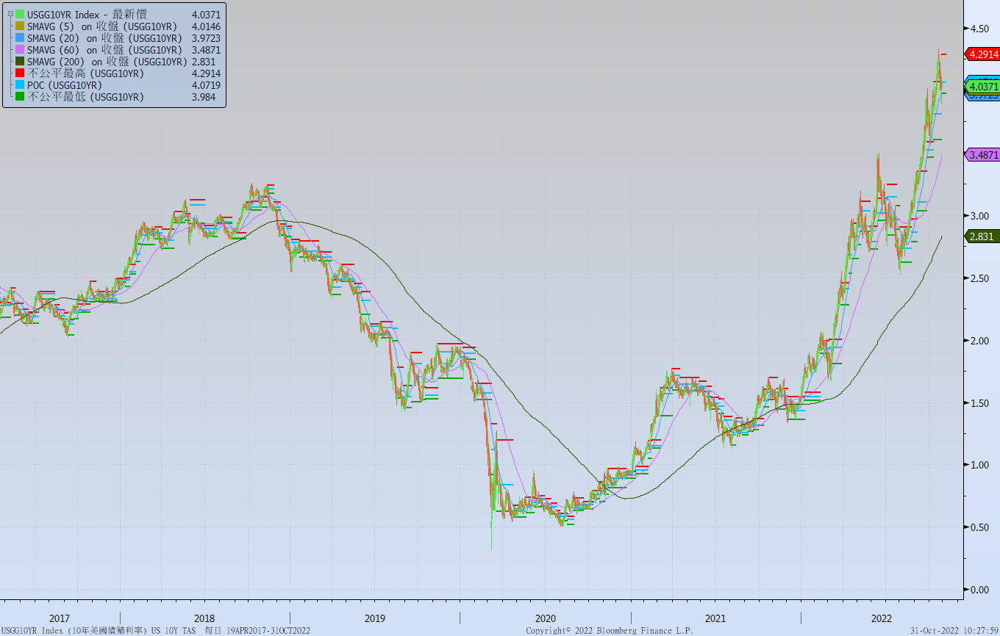 USGG10YR Index - 最新價 4.0371
SMAVG (5) on 收盤 (USGG10YR) 4.0146
SMAVG (20) on 收盤 (USGG10YR) 3.9723
SMAVG (60) on 收盤 (USGG10YR) 3.4871
SMAVG (200) on 收盤 (USGG10YR) 2.831
不公平最高 (USGG10YR) 4.2914
POC (USGG10YR) 4.0719
不公平最低 (USGG10YR) 3.984
4.50
4.2914
4.0371
3.4871
3.00
2.831
2.50
2.00
1.50
1.00
0.50
0.00
2017 2018 2019 2020 2021 2022
USGG10YR Index (10年美國債殖利率) US 10Y TAS 每日 19APR2017-31OCT2022 Copyright© 2022 Bloomberg Finance L.P. 31-Oct-2022 10:27:59